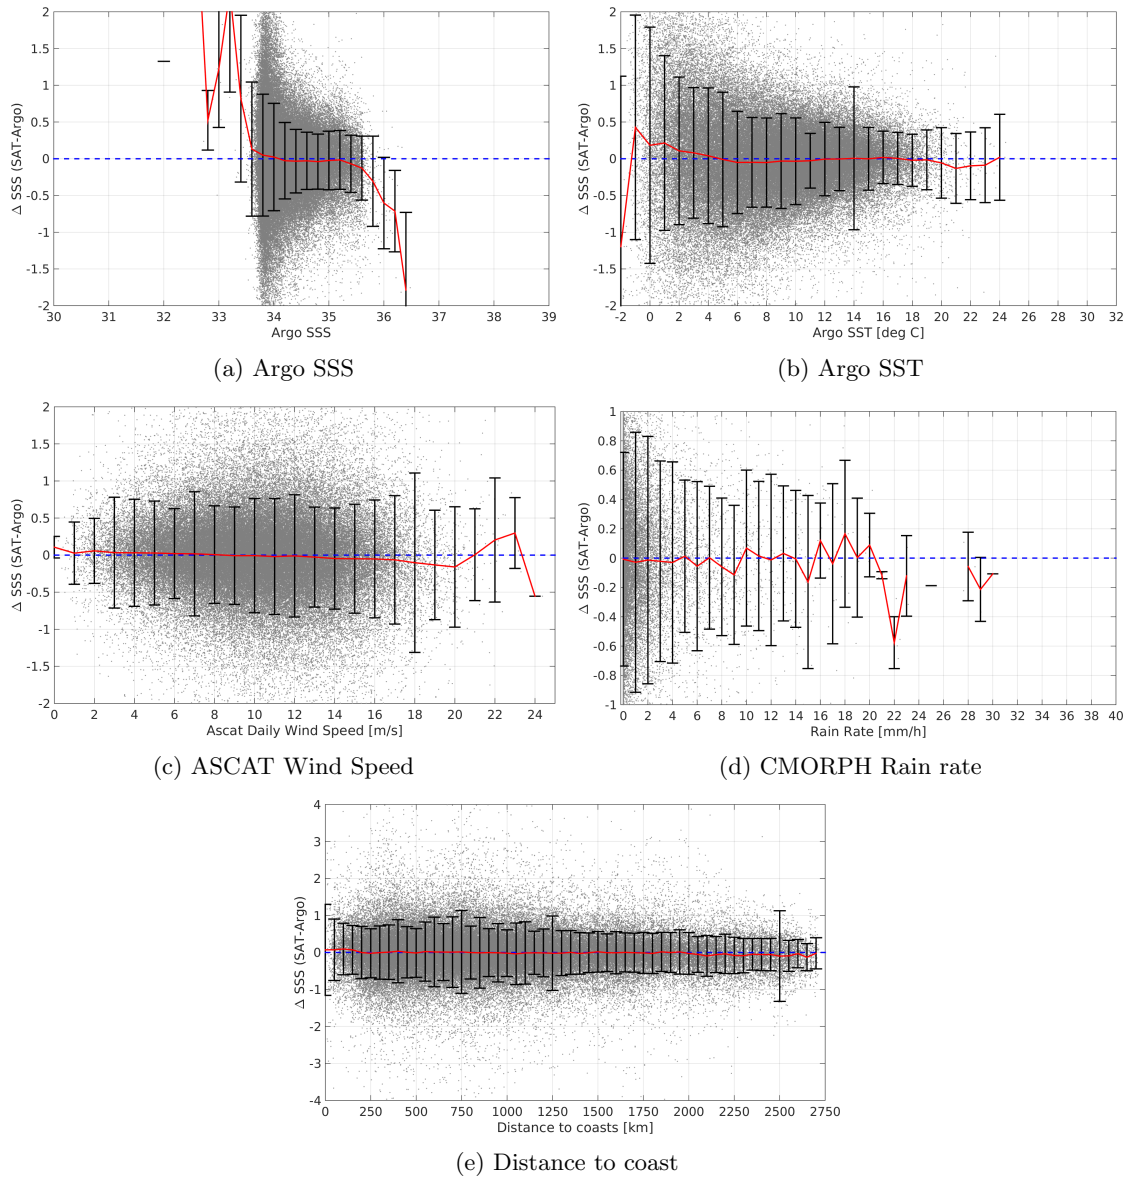 2
1.5
1
0.5
0
-0.5
-1
-1.5
-2
Δ SSS (SAT-Argo)
30 31 32 33 34 35 36 37 38 39
Argo SSS
(a) Argo SSS
2
1.5
1
0.5
0
-0.5
-1
-1.5
-2
Δ SSS (SAT-Argo)
-2 0 2 4 6 8 10 12 14 16 18 20 22 24 26 28 30 32
Argo SST [deg C]
(b) Argo SST
2
1.5
1
0.5
0
-0.5
-1
-1.5
-2
Δ SSS (SAT-Argo)
0 2 4 6 8 10 12 14 16 18 20 22 24
Ascat Daily Wind Speed [m/s]
(c) ASCAT Wind Speed
1
0.8
0.6
0.4
0.2
0
-0.2
-0.4
-0.6
-0.8
-1
Δ SSS (SAT-Argo)
0 2 4 6 8 10 12 14 16 18 20 22 24 26 28 30 32 34 36 38 40
Rain Rate [mm/h]
(d) CMORPH Rain rate
4
3
2
1
0
-1
-2
-3
-4
Δ SSS (SAT-Argo)
0 250 500 750 1000 1250 1500 1750 2000 2250 2500 2750
Distance to coasts [km]
(e) Distance to coast